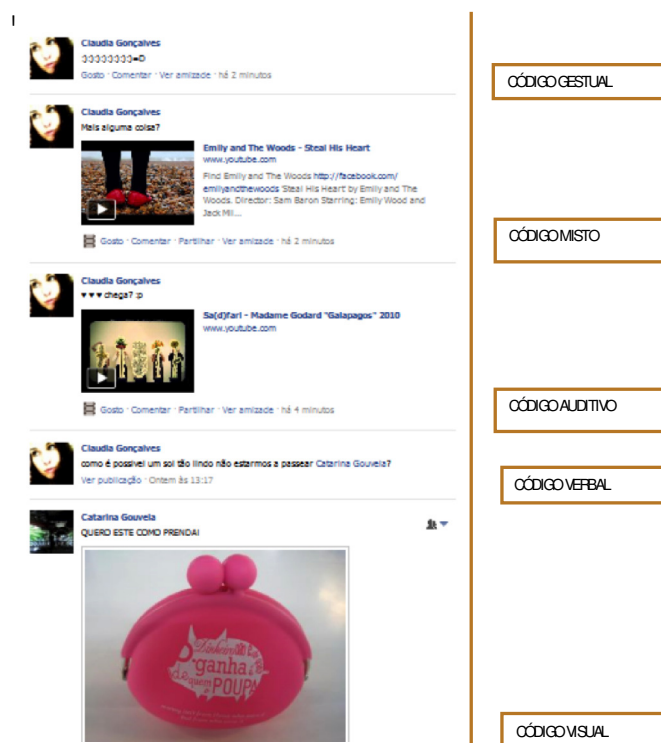 I
Claudia Gonçalves
:):):):):):):):)=D
Gosto · Comentar · Ver amizade · há 2 minutos
CÓDIGO GESTUAL
Claudia Gonçalves
Mais alguma coisa?
Emily and The Woods - Steal His Heart
www.youtube.com
Find Emily and The Woods http://facebook.com/
emilyandthewoods 'Steal His Heart' by Emily and The
Woods. Director: Sam Baron Starring: Emily Wood and
Jack Mil...
Gosto · Comentar · Partilhar · Ver amizade · há 2 minutos
CÓDIGO MISTO
Claudia Gonçalves
♥ ♥ ♥ chega? :p
Sa(d)fari - Madame Godard "Galapagos" 2010
www.youtube.com
Gosto · Comentar · Partilhar · Ver amizade · há 4 minutos
CÓDIGO AUDITIVO
Claudia Gonçalves
como é possivel um sol tão lindo não estarmos a passear Catarina Gouveia?
Ver publicação · Ontem às 13:17
CÓDIGO VERBAL
Catarina Gouveia
QUERO ESTE COMO PRENDA!
Dinheiro
ganha
de quem
POUPA
CÓDIGO VISUAL